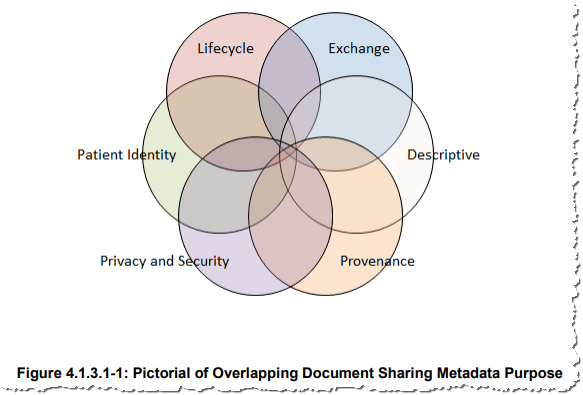 Lifecycle Exchange
Patient Identity Descriptive
Privacy and Security Provenance
Figure 4.1.3.1-1: Pictorial of Overlapping Document Sharing Metadata Purpose